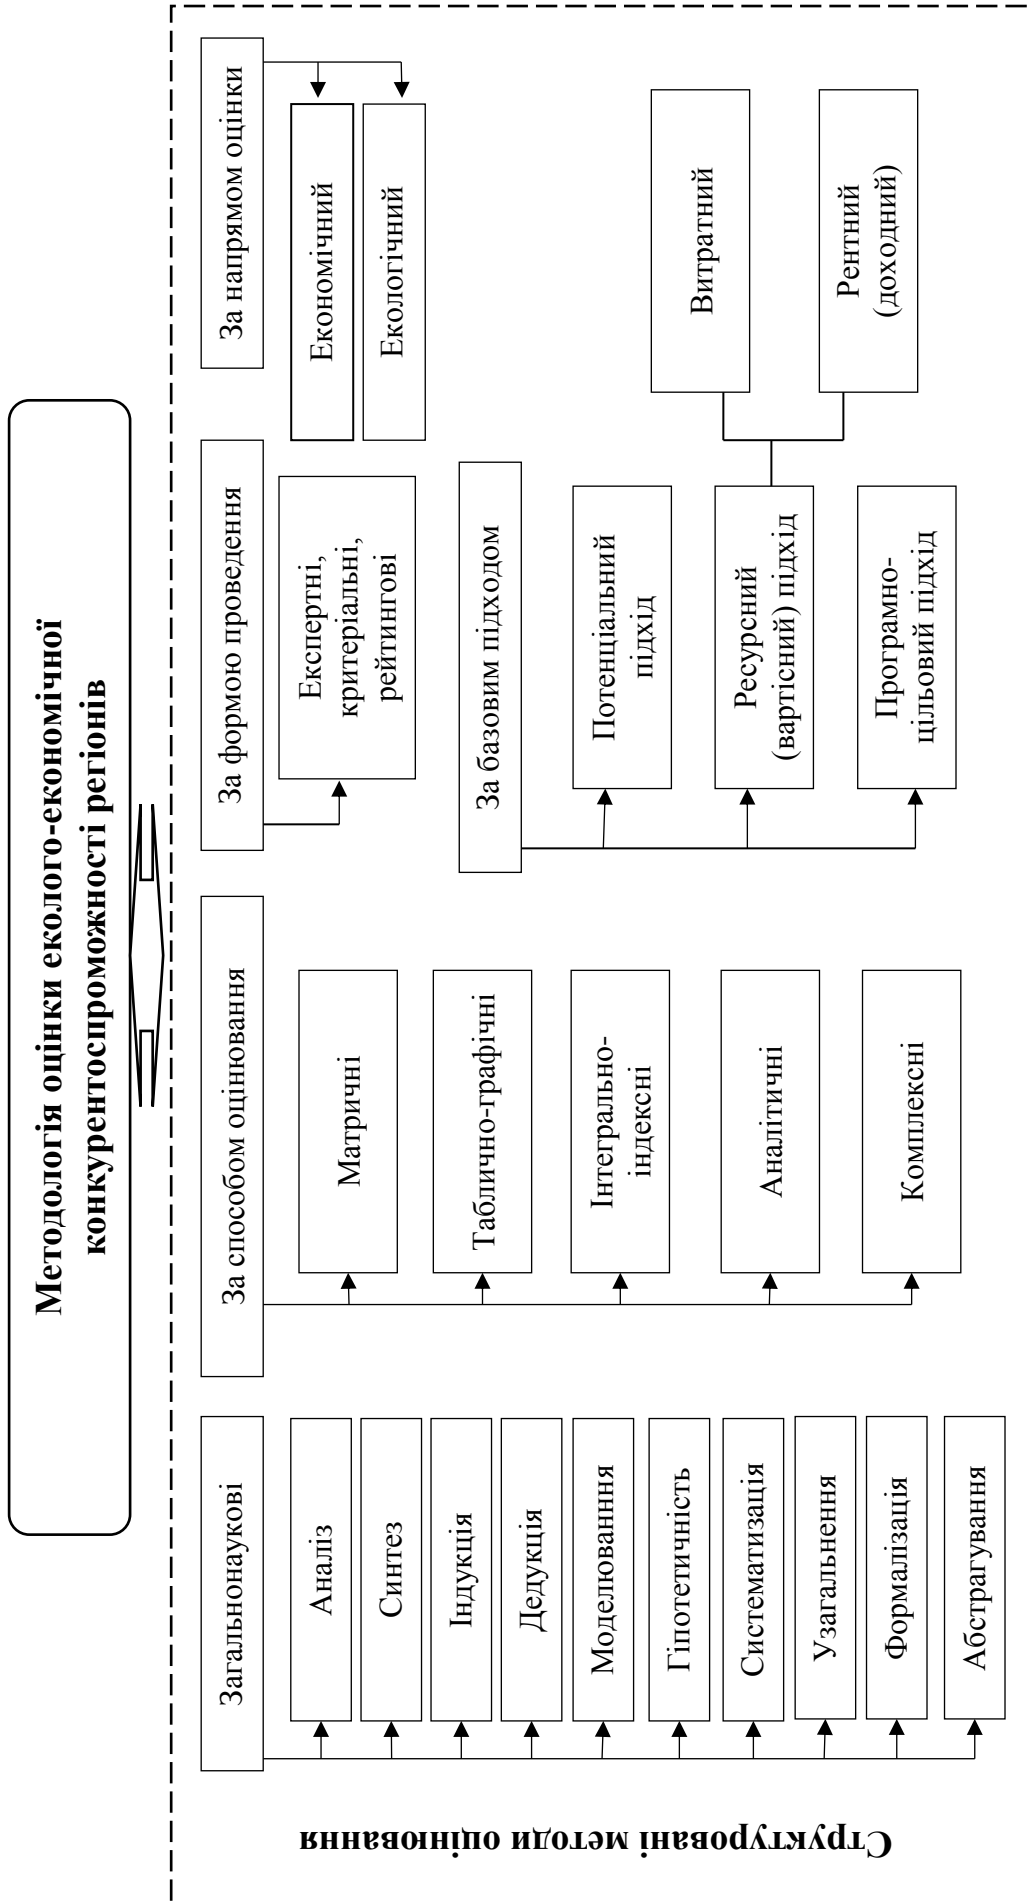 Методологія оцінки еколого-економічної
конкурентоспроможності регіонів
Структуровані методи оцінювання
Загальнонаукові
Аналіз
Синтез
Індукція
Дедукція
Моделюванння
Гіпотетичність
Систематизація
Узагальнення
Формалізація
Абстрагування
За способом оцінювання
Матричні
Таблично-графічні
Інтегрально-
індексні
Аналітичні
Комплексні
За формою проведення
Експертні,
критеріальні,
рейтингові
За базовим підходом
Потенціальний
підхід
Ресурсний
(вартісний) підхід
Програмно-
цільовий підхід
Витратний
Рентний
(доходний)
За напрямом оцінки
Економічний
Екологічний